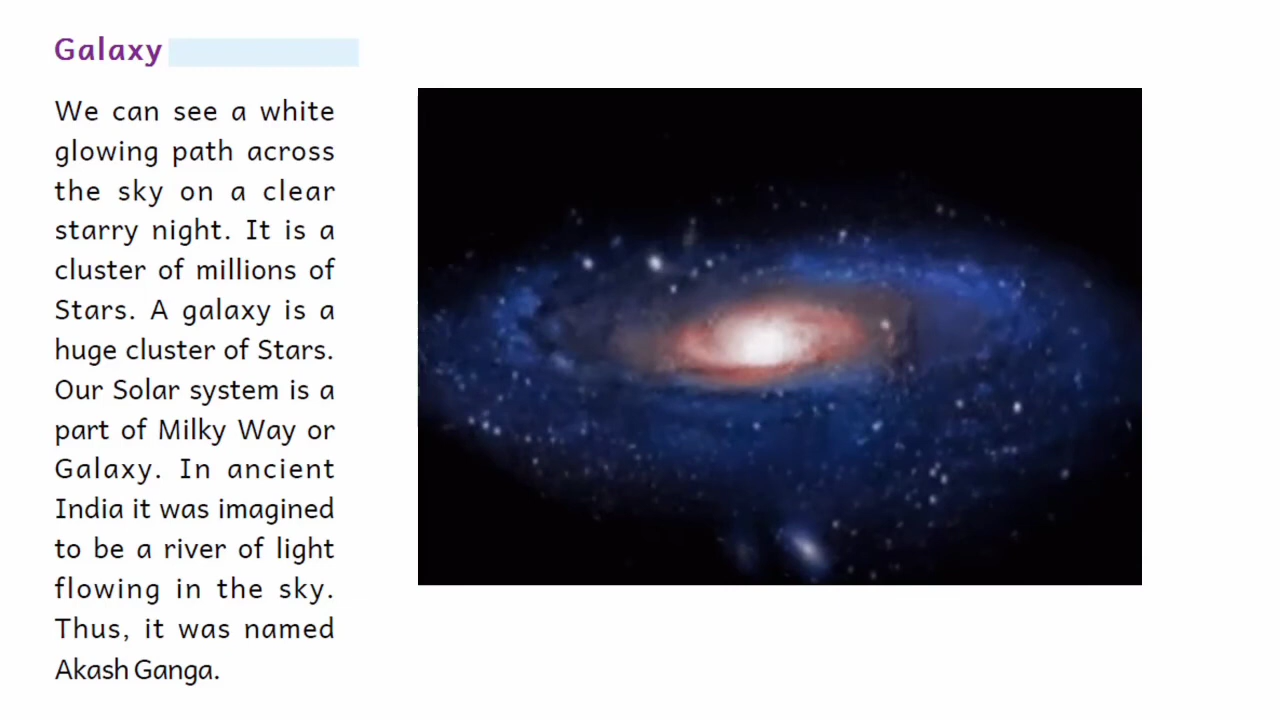 Galaxy
We can see a white
glowing path across
the sky on a clear
starry night. It is a
cluster of millions of
Stars. A galaxy is a
huge cluster of Stars.
Our Solar system is a
part of Milky Way or
Galaxy. In ancient
India it was imagined
to be a river of light
flowing in the sky.
Thus, it was named
Akash Ganga.